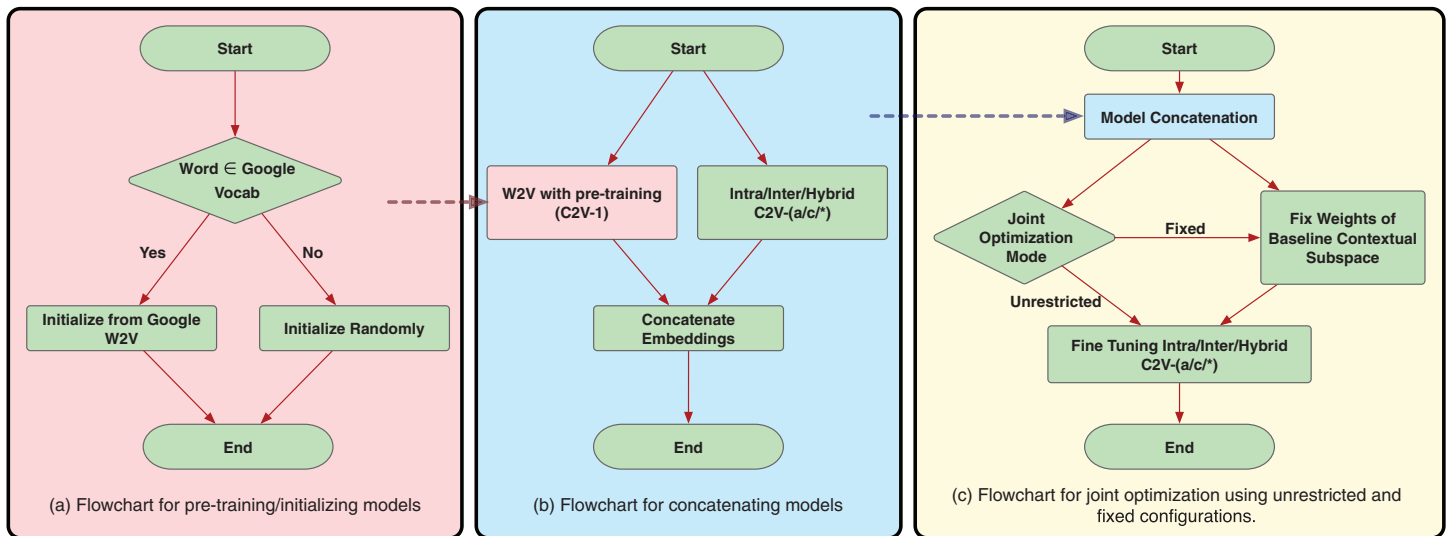 Start
Word ∈ Google
Vocab
Yes
No
Initialize from Google
W2V
Initialize Randomly
End
(a) Flowchart for pre-training/initializing models
Start
W2V with pre-training
(C2V-1)
Intra/Inter/Hybrid
C2V-(a/c/*)
Concatenate
Embeddings
End
(b) Flowchart for concatenating models
Start
Model Concatenation
Joint
Optimization
Mode
Fixed
Fix Weights of
Baseline Contextual
Subspace
Unrestricted
Fine Tuning Intra/Inter/Hybrid
C2V-(a/c/*)
End
(c) Flowchart for joint optimization using unrestricted and
fixed configurations.